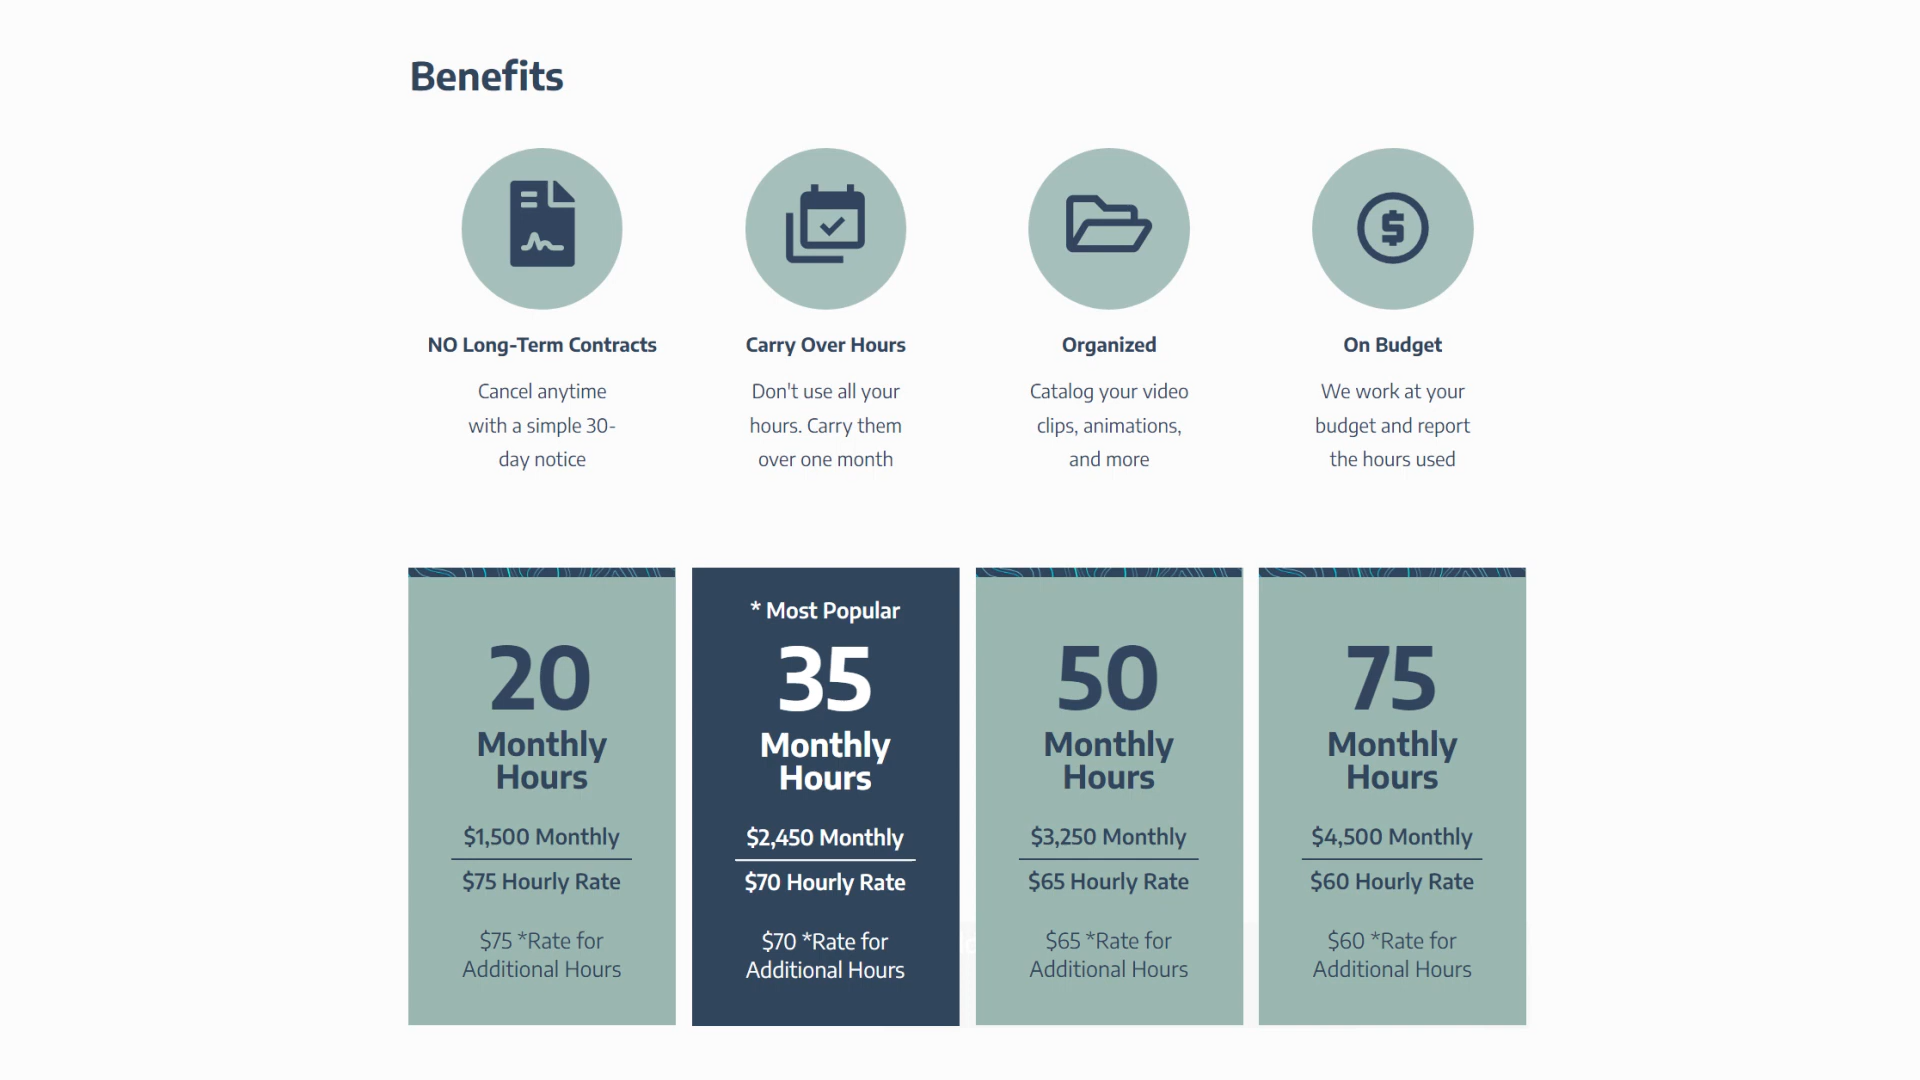 Benefits
NO Long-Term Contracts
Cancel anytime
with a simple 30-
day notice
Carry Over Hours
Don't use all your
hours. Carry them
over one month
Organized
Catalog your video
clips, animations,
and more
On Budget
We work at your
budget and report
the hours used
20
Monthly
Hours
$1,500 Monthly
$75 Hourly Rate
$75 *Rate for
Additional Hours
* Most Popular
35
Monthly
Hours
$2,450 Monthly
$70 Hourly Rate
$70 *Rate for
Additional Hours
50
Monthly
Hours
$3,250 Monthly
$65 Hourly Rate
$65 *Rate for
Additional Hours
75
Monthly
Hours
$4,500 Monthly
$60 Hourly Rate
$60 *Rate for
Additional Hours